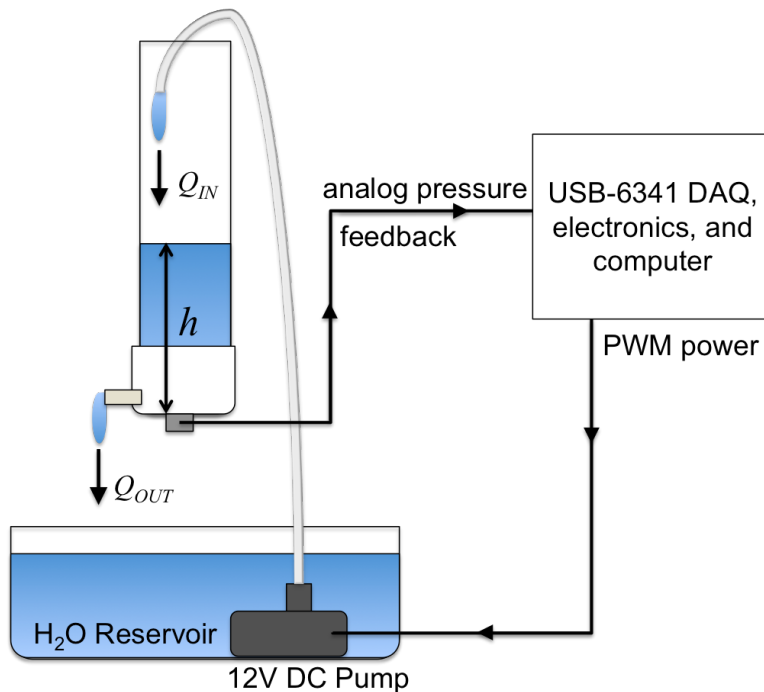 Q_IN
analog pressure
feedback
USB-6341 DAQ,
electronics, and
computer
h
PWM power
Q_OUT
H₂O Reservoir
12V DC Pump